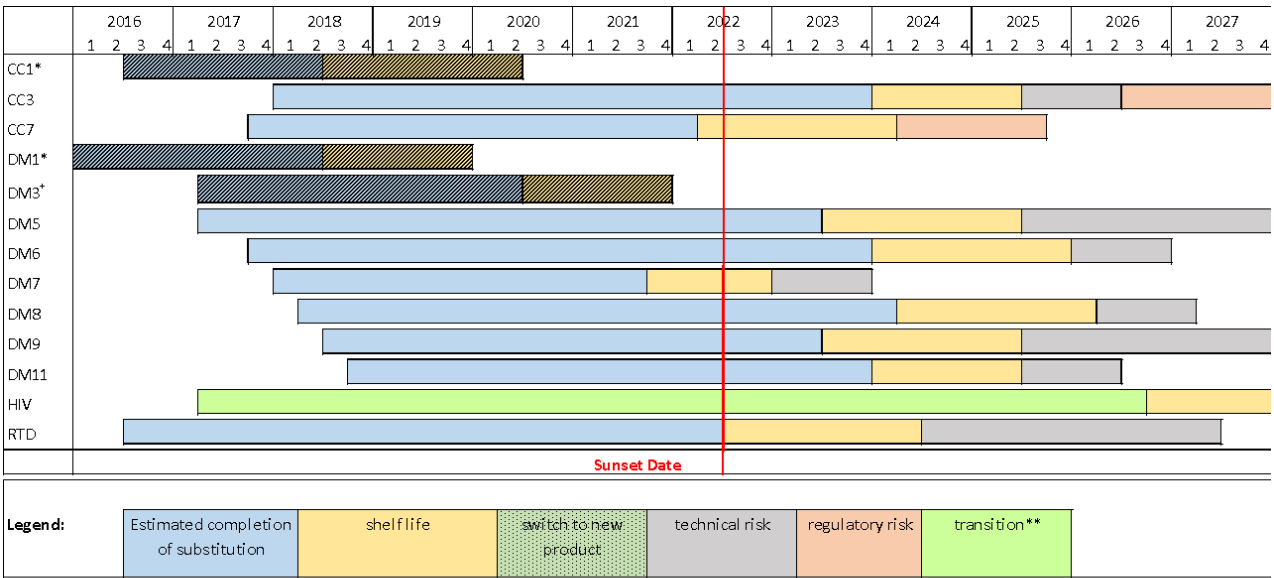 2016 2017 2018 2019 2020 2021 2022 2023 2024 2025 2026 2027
1 2 3 4 1 2 3 4 1 2 3 4 1 2 3 4 1 2 3 4 1 2 3 4 1 2 3 4 1 2 3 4 1 2 3 4 1 2 3 4 1 2 3 4 1 2 3 4
CC1*
CC3
CC7
DM1*
DM3⁺
DM5
DM6
DM7
DM8
DM9
DM11
HIV
RTD
Sunset Date
Legend:
Estimated completion
of substitution
shelf life
switch to new
product
technical risk
regulatory risk
transition**